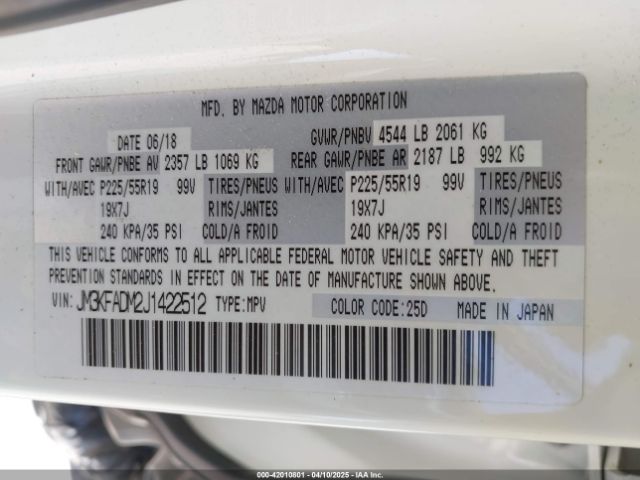 MFD. BY MAZDA MOTOR CORPORATION
DATE 06/18 GVWR/PNBV 4544 LB 2061 KG
FRONT GAWR/PNBE AV 2357 LB 1069 KG REAR GAWR/PNBE AR 2187 LB 992 KG
WITH/AVEC P225/55R19 99V TIRES/PNEUS WITH/AVEC P225/55R19 99V TIRES/PNEUS
19X7J RIMS/JANTES 19X7J RIMS/JANTES
240 KPA/35 PSI COLD/A FROID 240 KPA/35 PSI COLD/A FROID
THIS VEHICLE CONFORMS TO ALL APPLICABLE FEDERAL MOTOR VEHICLE SAFETY AND THEFT
PREVENTION STANDARDS IN EFFECT ON THE DATE OF MANUFACTURE SHOWN ABOVE.
VIN: JM3KFADM2J1422512 TYPE:MPV COLOR CODE:25D MADE IN JAPAN
000-42010801 - 04/10/2025 - IAA.com